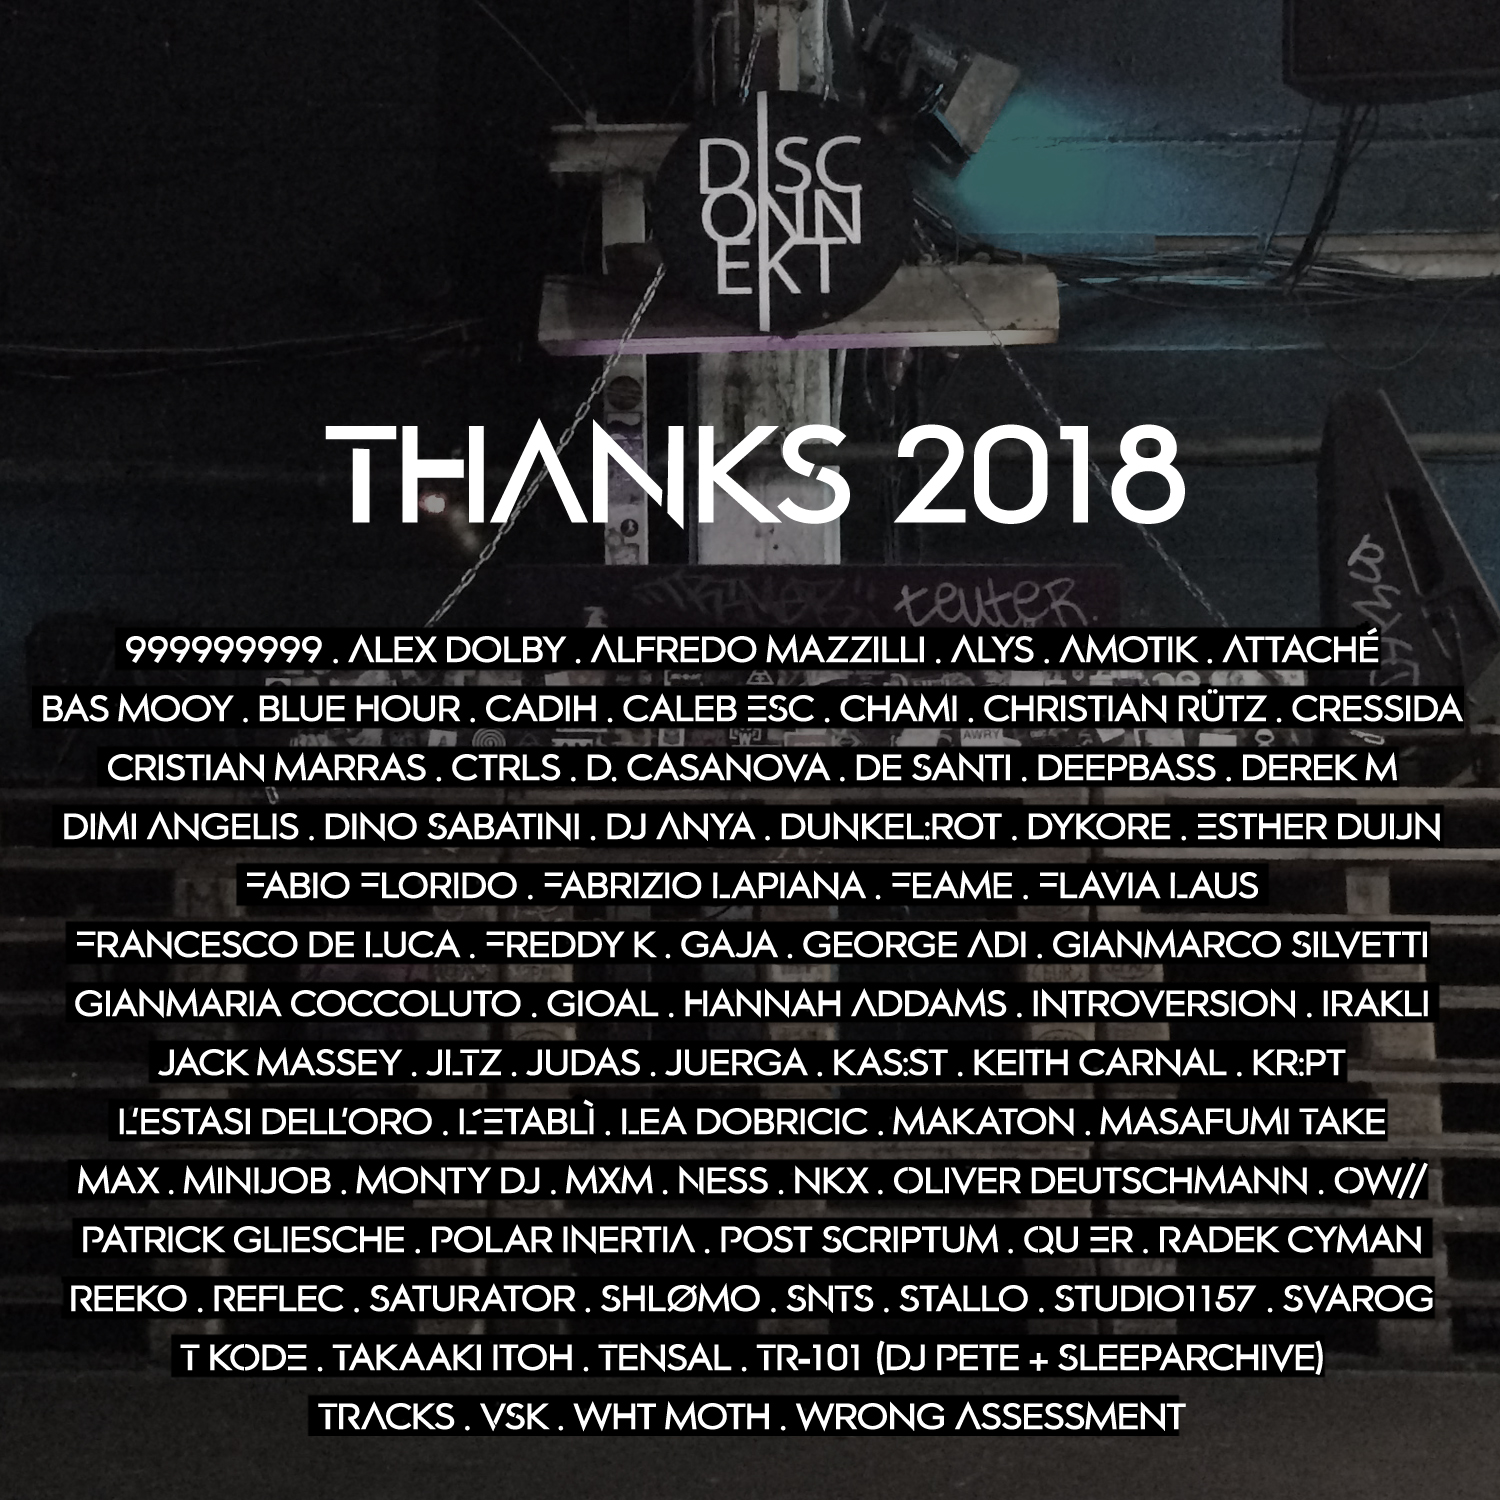 DISC
ONN
EKT
THANKS 2018
teuter.
999999999 . ALEX DOLBY . ALFREDO MAZZILLI . ALYS . AMOTIK . ATTACHÉ
BAS MOOY . BLUE HOUR . CADIH . CALEB ESC . CHAMI . CHRISTIAN RÜTZ . CRESSIDA
AWRY
CRISTIAN MARRAS . CTRLS . D. CASANOVA . DE SANTI . DEEPBASS . DEREK M
DIMI ANGELIS . DINO SABATINI . DJ ANYA . DUNKEL:ROT . DYKORE . ESTHER DUIJN
FABIO FLORIDO . FABRIZIO LAPIANA . FEAME . FLAVIA LAUS
FRANCESCO DE LUCA . FREDDY K . GAJA . GEORGE ADI . GIANMARCO SILVETTI
GIANMARIA COCCOLUTO . GIOAL . HANNAH ADDAMS . INTROVERSION . IRAKLI
JACK MASSEY . JLTZ . JUDAS . JUERGA . KAS:ST . KEITH CARNAL . KR:PT
L'ESTASI DELL'ORO . L´ETABLÌ . LEA DOBRICIC . MAKATON . MASAFUMI TAKE
MAX . MINIJOB . MONTY DJ . MXM . NESS . NKX . OLIVER DEUTSCHMANN . OW//
PATRICK GLIESCHE . POLAR INERTIA . POST SCRIPTUM . QU ER . RADEK CYMAN
REEKO . REFLEC . SATURATOR . SHLØMO . SNTS . STALLO . STUDIO1157 . SVAROG
T KODE . TAKAAKI ITOH . TENSAL . TR-101 (DJ PETE + SLEEPARCHIVE)
TRACKS . VSK . WHT MOTH . WRONG ASSESSMENT